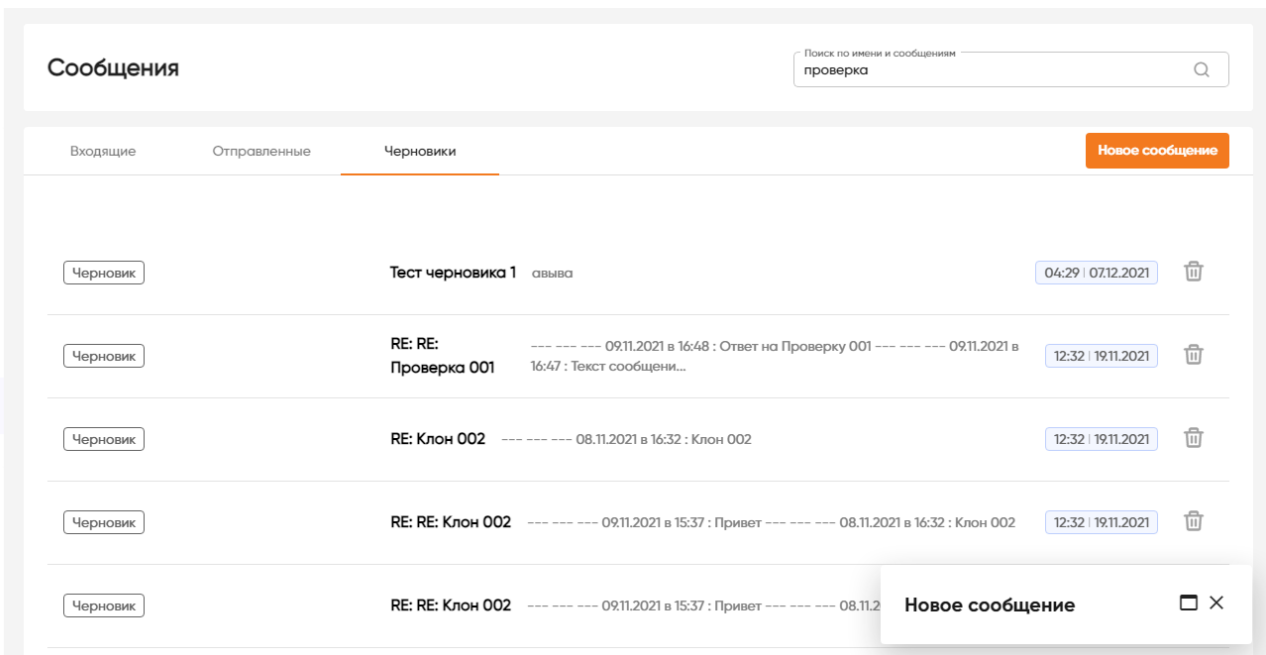 Сообщения
Поиск по имени и сообщениям
проверка
Входящие
Отправленные
Черновики
Новое сообщение
Черновик
Тест черновика 1
авыва
04:29 | 07.12.2021
Черновик
RE: RE:
Проверка 001
--- --- --- 09.11.2021 в 16:48 : Ответ на Проверку 001 --- --- --- 09.11.2021 в
16:47 : Текст сообщени...
12:32 | 19.11.2021
Черновик
RE: Клон 002
--- --- --- 08.11.2021 в 16:32 : Клон 002
12:32 | 19.11.2021
Черновик
RE: RE: Клон 002
--- --- --- 09.11.2021 в 15:37 : Привет --- --- --- 08.11.2021 в 16:32 : Клон 002
12:32 | 19.11.2021
Черновик
RE: RE: Клон 002
--- --- --- 09.11.2021 в 15:37 : Привет --- --- --- 08.11.2
Новое сообщение